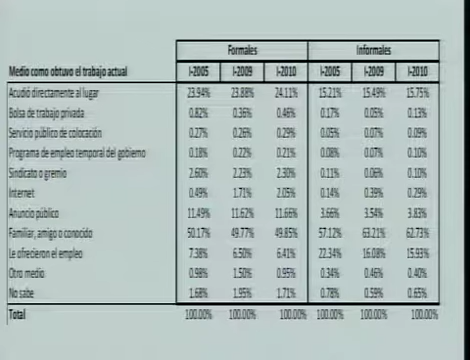 Formales Informales
Medio como obtuvo el trabajo actual I-2005 I-2009 I-2010 I-2005 I-2009 I-2010
Acudió directamente al lugar 23.94% 23.88% 24.11% 15.21% 15.49% 15.75%
Bolsa de trabajo privada 0.82% 0.36% 0.46% 0.17% 0.05% 0.13%
Servicio público de colocación 0.27% 0.26% 0.29% 0.05% 0.07% 0.09%
Programa de empleo temporal del gobierno 0.18% 0.22% 0.21% 0.08% 0.07% 0.10%
Sindicato o gremio 2.60% 2.23% 2.30% 0.11% 0.06% 0.10%
Internet 0.49% 1.71% 2.05% 0.14% 0.39% 0.29%
Anuncio público 11.49% 11.62% 11.66% 3.66% 3.54% 3.83%
Familiar, amigo o conocido 50.17% 49.77% 49.85% 57.12% 63.21% 62.73%
Le ofrecieron el empleo 7.38% 6.50% 6.41% 22.34% 16.08% 15.93%
Otro medio 0.98% 1.50% 0.95% 0.34% 0.46% 0.40%
No sabe 1.68% 1.95% 1.71% 0.78% 0.59% 0.65%
Total 100.00% 100.00% 100.00% 100.00% 100.00% 100.00%